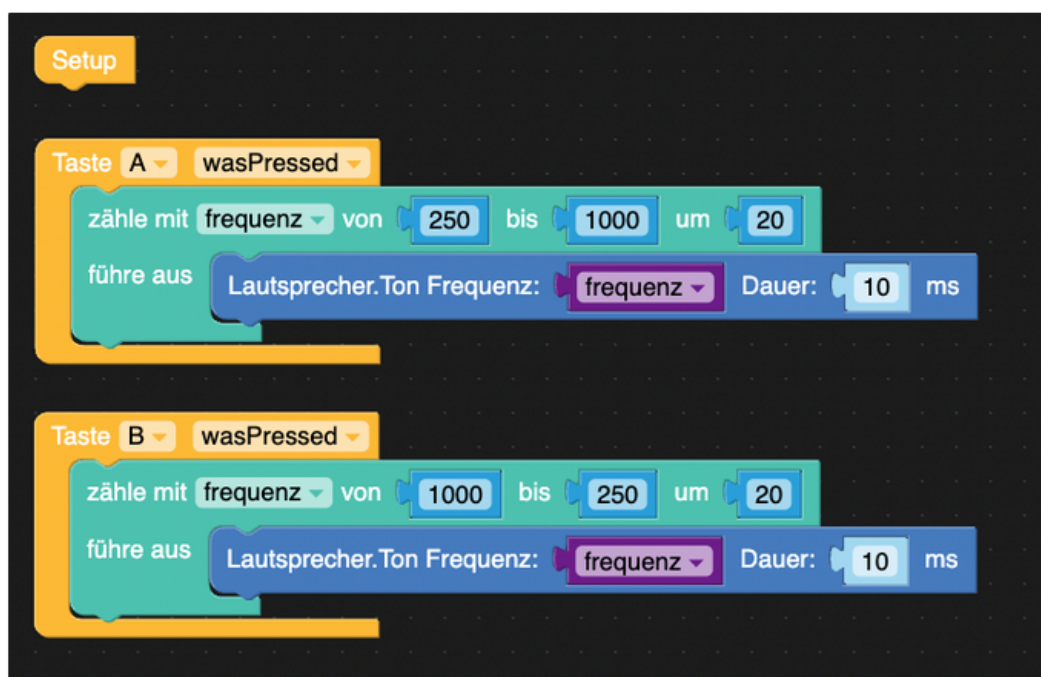 Setup
Taste A wasPressed
zähle mit frequenz von 250 bis 1000 um 20
führe aus Lautsprecher.Ton Frequenz: frequenz Dauer: 10 ms
Taste B wasPressed
zähle mit frequenz von 1000 bis 250 um 20
führe aus Lautsprecher.Ton Frequenz: frequenz Dauer: 10 ms